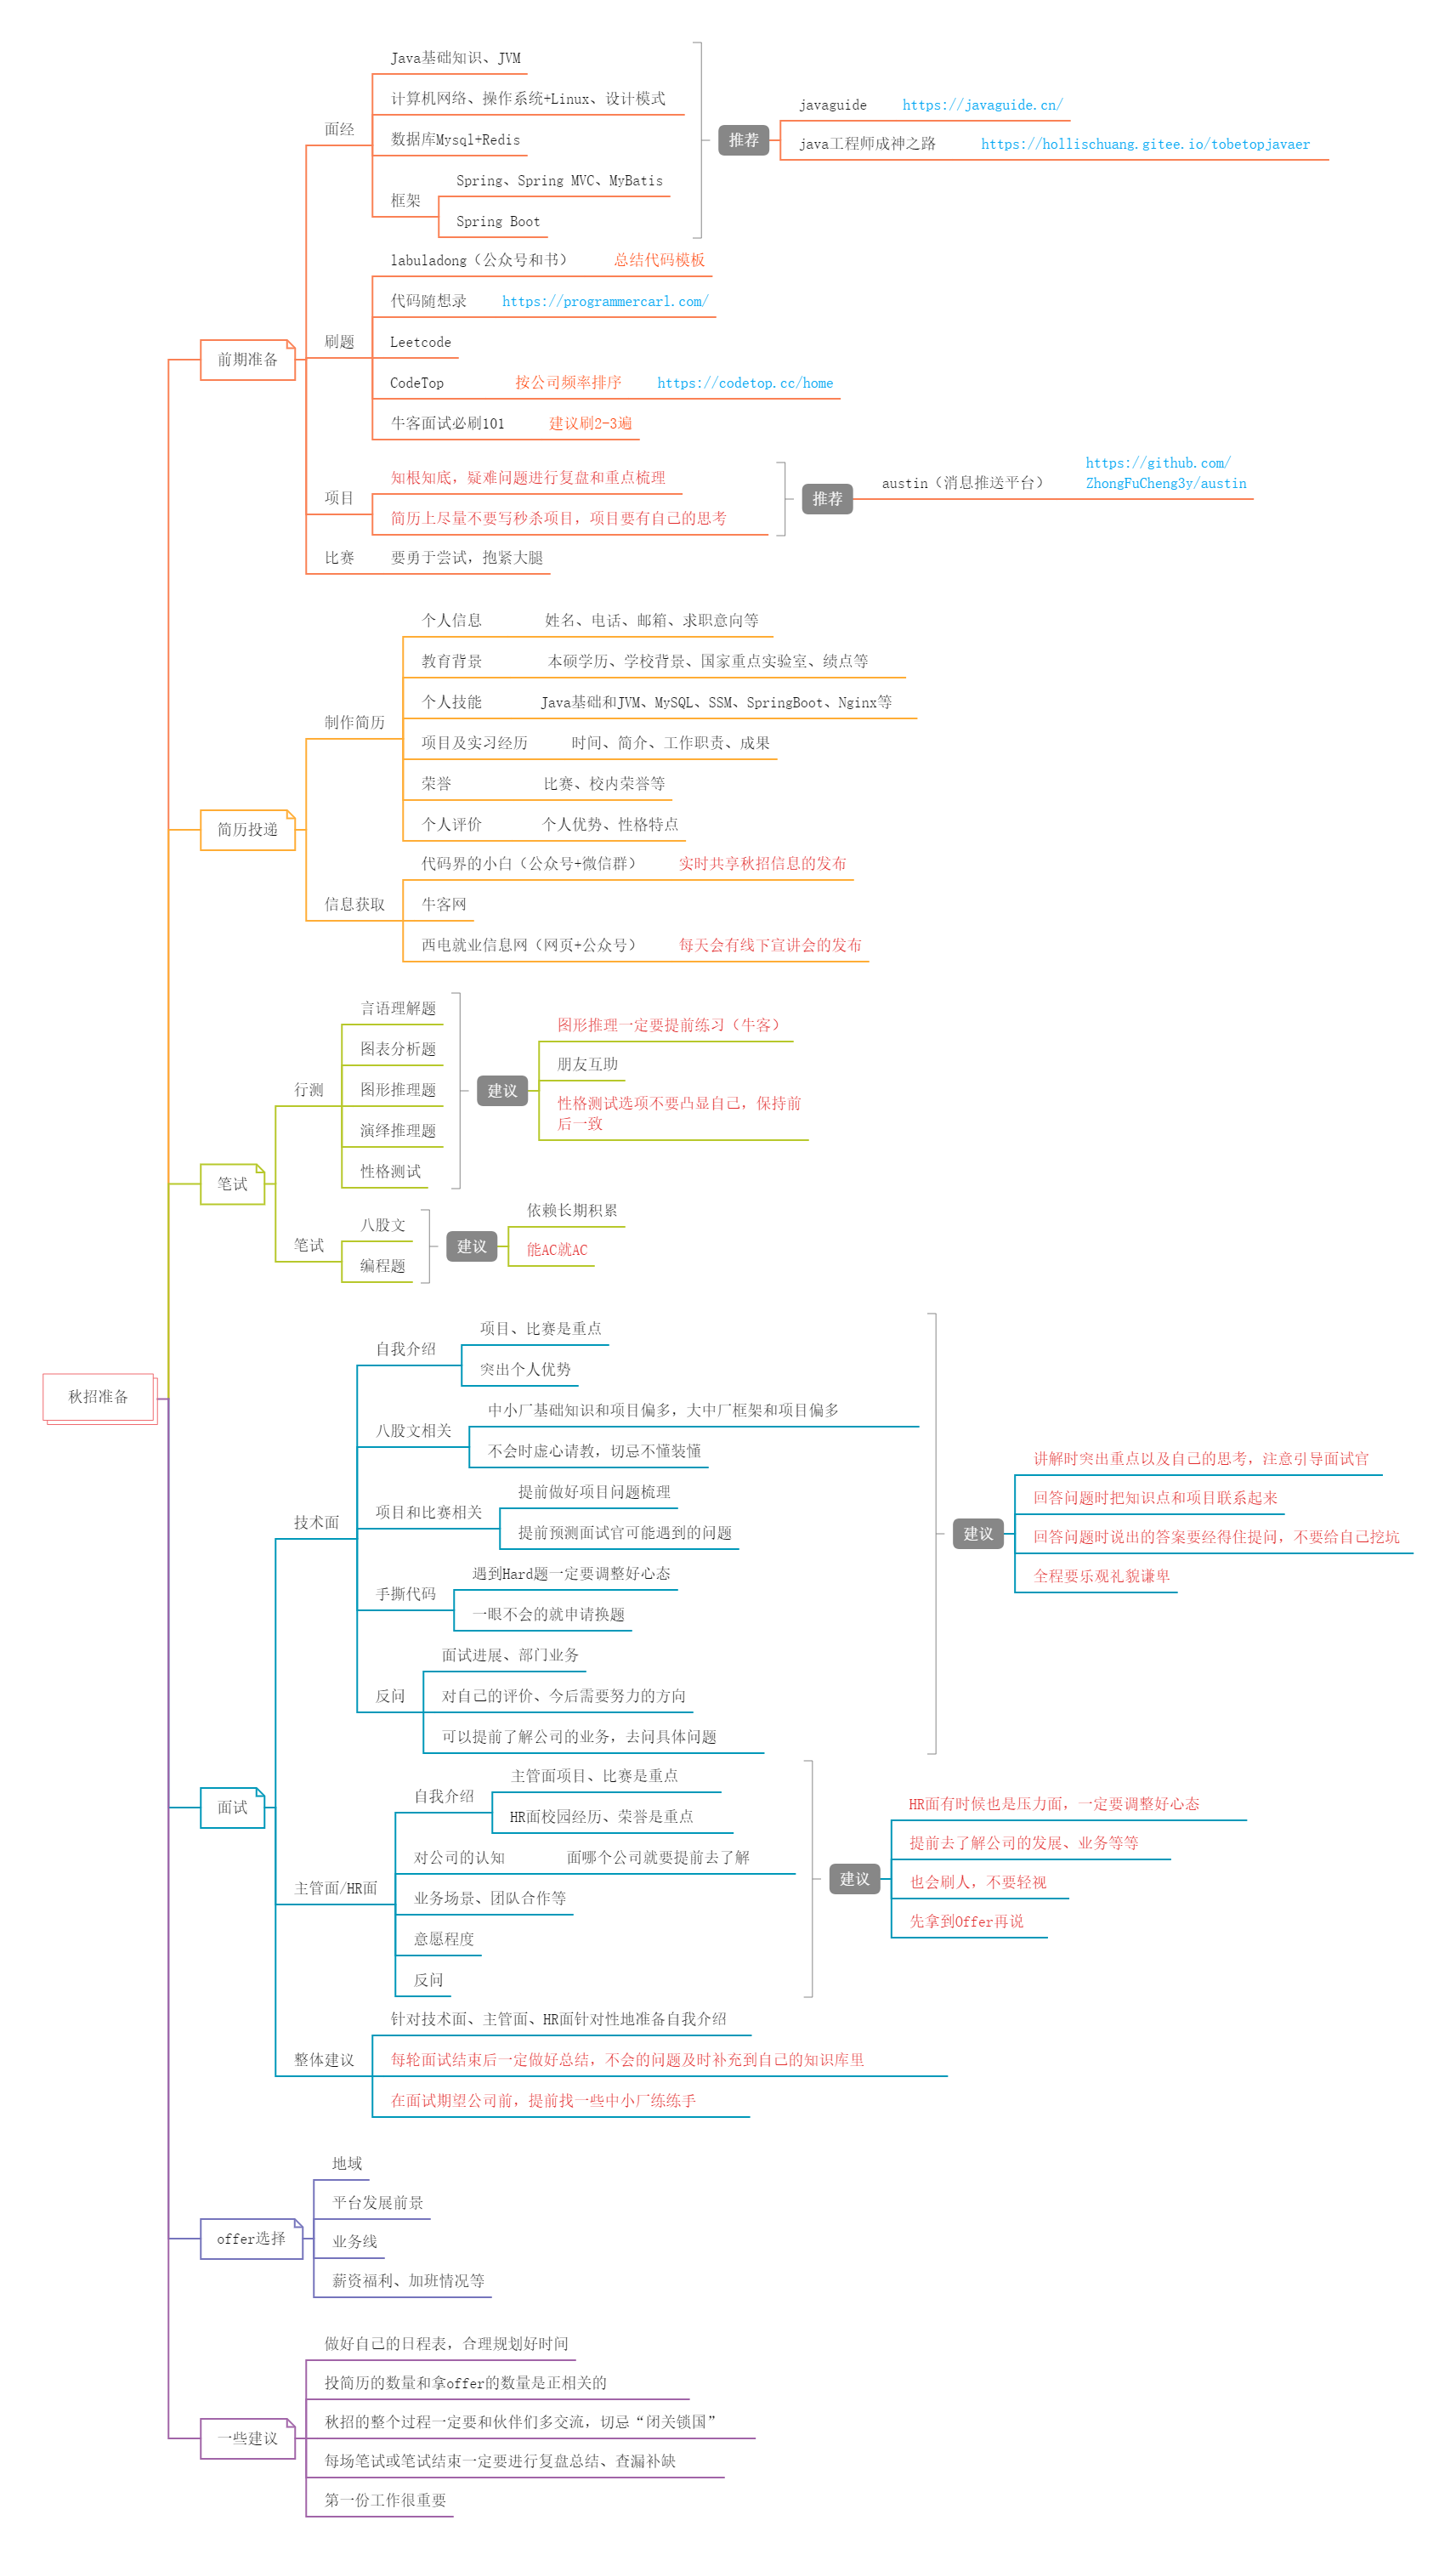 秋招准备
前期准备
面经
Java基础知识、JVM
计算机网络、操作系统+Linux、设计模式
数据库Mysql+Redis
框架
Spring、Spring MVC、MyBatis
Spring Boot
推荐
javaguide https://javaguide.cn/
java工程师成神之路 https://hollischuang.gitee.io/tobetopjavaer
刷题
labuladong（公众号和书） 总结代码模板
代码随想录 https://programmercarl.com/
Leetcode
CodeTop 按公司频率排序 https://codetop.cc/home
牛客面试必刷101 建议刷2-3遍
项目
知根知底，疑难问题进行复盘和重点梳理
简历上尽量不要写秒杀项目，项目要有自己的思考
推荐
austin（消息推送平台）
https://github.com/
ZhongFuCheng3y/austin
比赛 要勇于尝试，抱紧大腿
简历投递
制作简历
个人信息 姓名、电话、邮箱、求职意向等
教育背景 本硕学历、学校背景、国家重点实验室、绩点等
个人技能 Java基础和JVM、MySQL、SSM、SpringBoot、Nginx等
项目及实习经历 时间、简介、工作职责、成果
荣誉 比赛、校内荣誉等
个人评价 个人优势、性格特点
信息获取
代码界的小白（公众号+微信群） 实时共享秋招信息的发布
牛客网
西电就业信息网（网页+公众号） 每天会有线下宣讲会的发布
笔试
行测
言语理解题
图表分析题
图形推理题
演绎推理题
性格测试
建议
图形推理一定要提前练习（牛客）
朋友互助
性格测试选项不要凸显自己，保持前
后一致
笔试
八股文
编程题
建议
依赖长期积累
能AC就AC
面试
技术面
自我介绍
项目、比赛是重点
突出个人优势
八股文相关
中小厂基础知识和项目偏多，大中厂框架和项目偏多
不会时虚心请教，切忌不懂装懂
项目和比赛相关
提前做好项目问题梳理
提前预测面试官可能遇到的问题
手撕代码
遇到Hard题一定要调整好心态
一眼不会的就申请换题
反问
面试进展、部门业务
对自己的评价、今后需要努力的方向
可以提前了解公司的业务，去问具体问题
建议
讲解时突出重点以及自己的思考，注意引导面试官
回答问题时把知识点和项目联系起来
回答问题时说出的答案要经得住提问，不要给自己挖坑
全程要乐观礼貌谦卑
主管面/HR面
自我介绍
主管面项目、比赛是重点
HR面校园经历、荣誉是重点
对公司的认知 面哪个公司就要提前去了解
业务场景、团队合作等
意愿程度
反问
建议
HR面有时候也是压力面，一定要调整好心态
提前去了解公司的发展、业务等等
也会刷人，不要轻视
先拿到Offer再说
整体建议
针对技术面、主管面、HR面针对性地准备自我介绍
每轮面试结束后一定做好总结，不会的问题及时补充到自己的知识库里
在面试期望公司前，提前找一些中小厂练练手
offer选择
地域
平台发展前景
业务线
薪资福利、加班情况等
一些建议
做好自己的日程表，合理规划好时间
投简历的数量和拿offer的数量是正相关的
秋招的整个过程一定要和伙伴们多交流，切忌“闭关锁国”
每场笔试或笔试结束一定要进行复盘总结、查漏补缺
第一份工作很重要